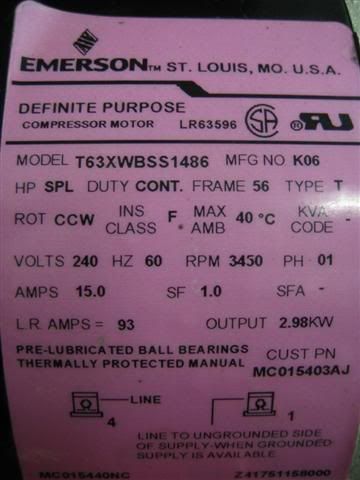 EMERSON™ ST. LOUIS, MO. U.S.A.
DEFINITE PURPOSE
COMPRESSOR MOTOR LR63596 SA ® RU
MODEL T63XWBSS1486 MFG NO K06
HP SPL DUTY CONT. FRAME 56 TYPE T
ROT CCW INS CLASS F MAX AMB 40 °C KVA CODE -
VOLTS 240 HZ 60 RPM 3450 PH 01
AMPS 15.0 SF 1.0 SFA -
L.R. AMPS = 93 OUTPUT 2.98KW
PRE-LUBRICATED BALL BEARINGS CUST PN
THERMALLY PROTECTED MANUAL MC015403AJ
LINE
4 1
LINE TO UNGROUNDED SIDE
OF SUPPLY-WHEN GROUNDED
SUPPLY IS AVAILABLE.
MC015440NC Z41751158000